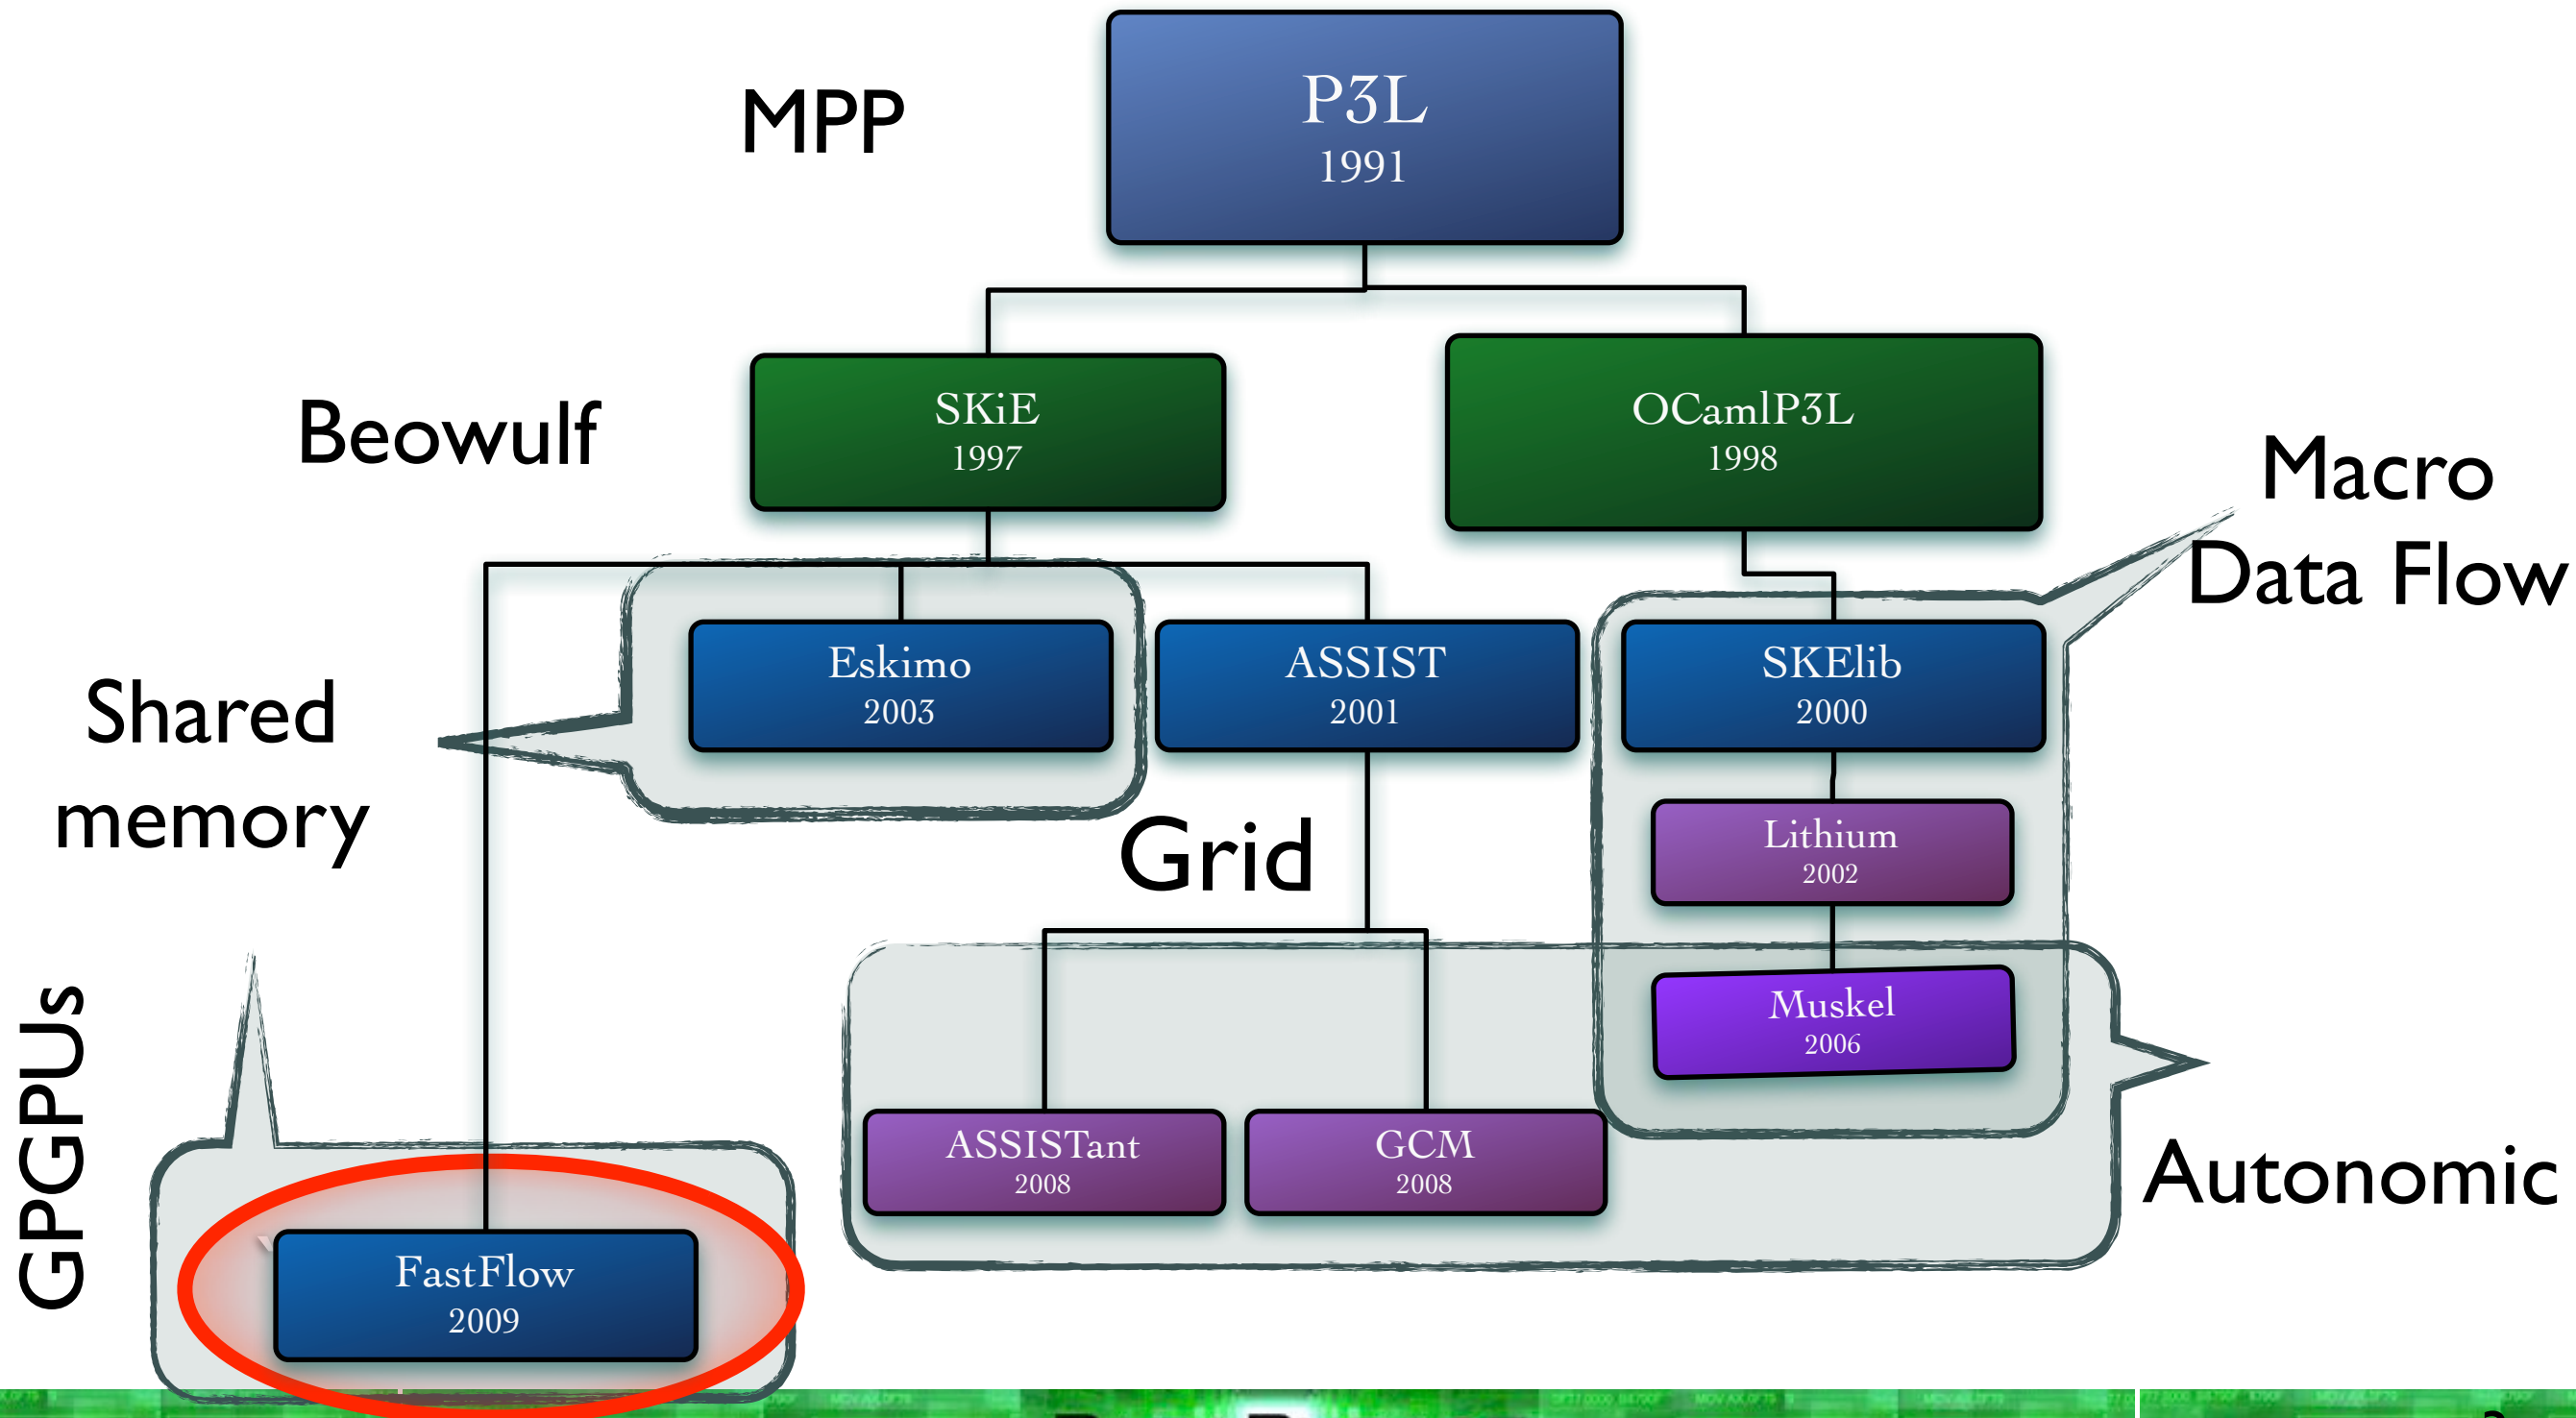 MPP
P3L
1991
Beowulf
SKiE
1997
OCamlP3L
1998
Macro
Data Flow
Shared
memory
Eskimo
2003
ASSIST
2001
SKElib
2000
Grid
Lithium
2002
Muskel
2006
GPGPUs
ASSISTant
2008
GCM
2008
Autonomic
FastFlow
2009